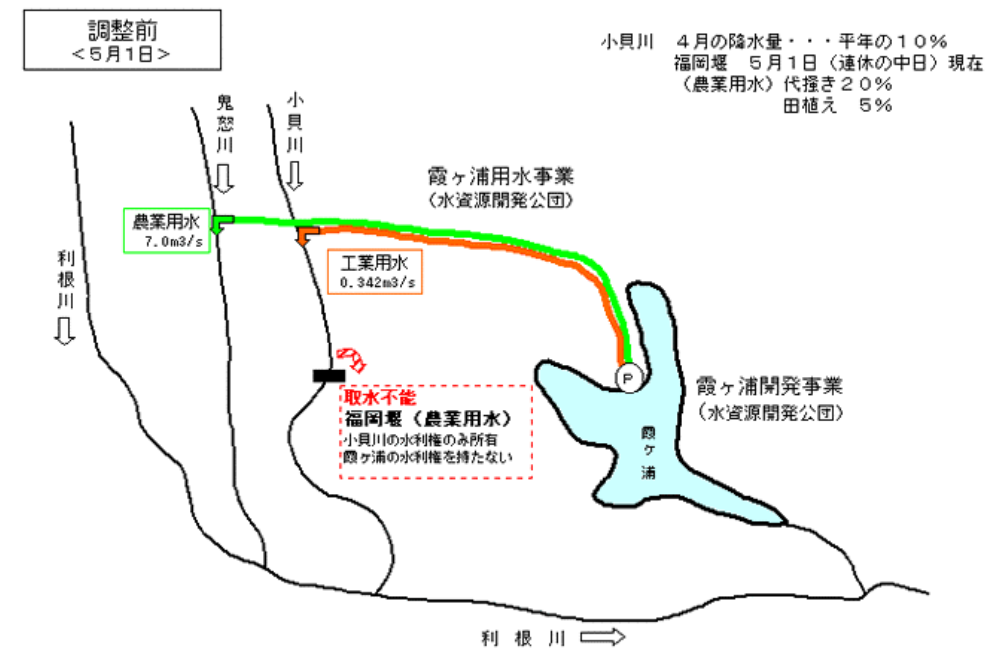 調整前
＜５月１日＞
小貝川　４月の降水量・・・平年の１０％
福岡堰　５月１日（連休の中日）現在
（農業用水）代掻き２０％
田植え　５％
鬼怒川
小貝川
霞ヶ浦用水事業
（水資源開発公団）
農業用水
7.0m3/s
工業用水
0.342m3/s
利根川
取水不能
福岡堰（農業用水）
小貝川の水利権のみ所有
霞ヶ浦の水利権を持たない
P
霞ヶ浦開発事業
（水資源開発公団）
霞ヶ浦
利根川